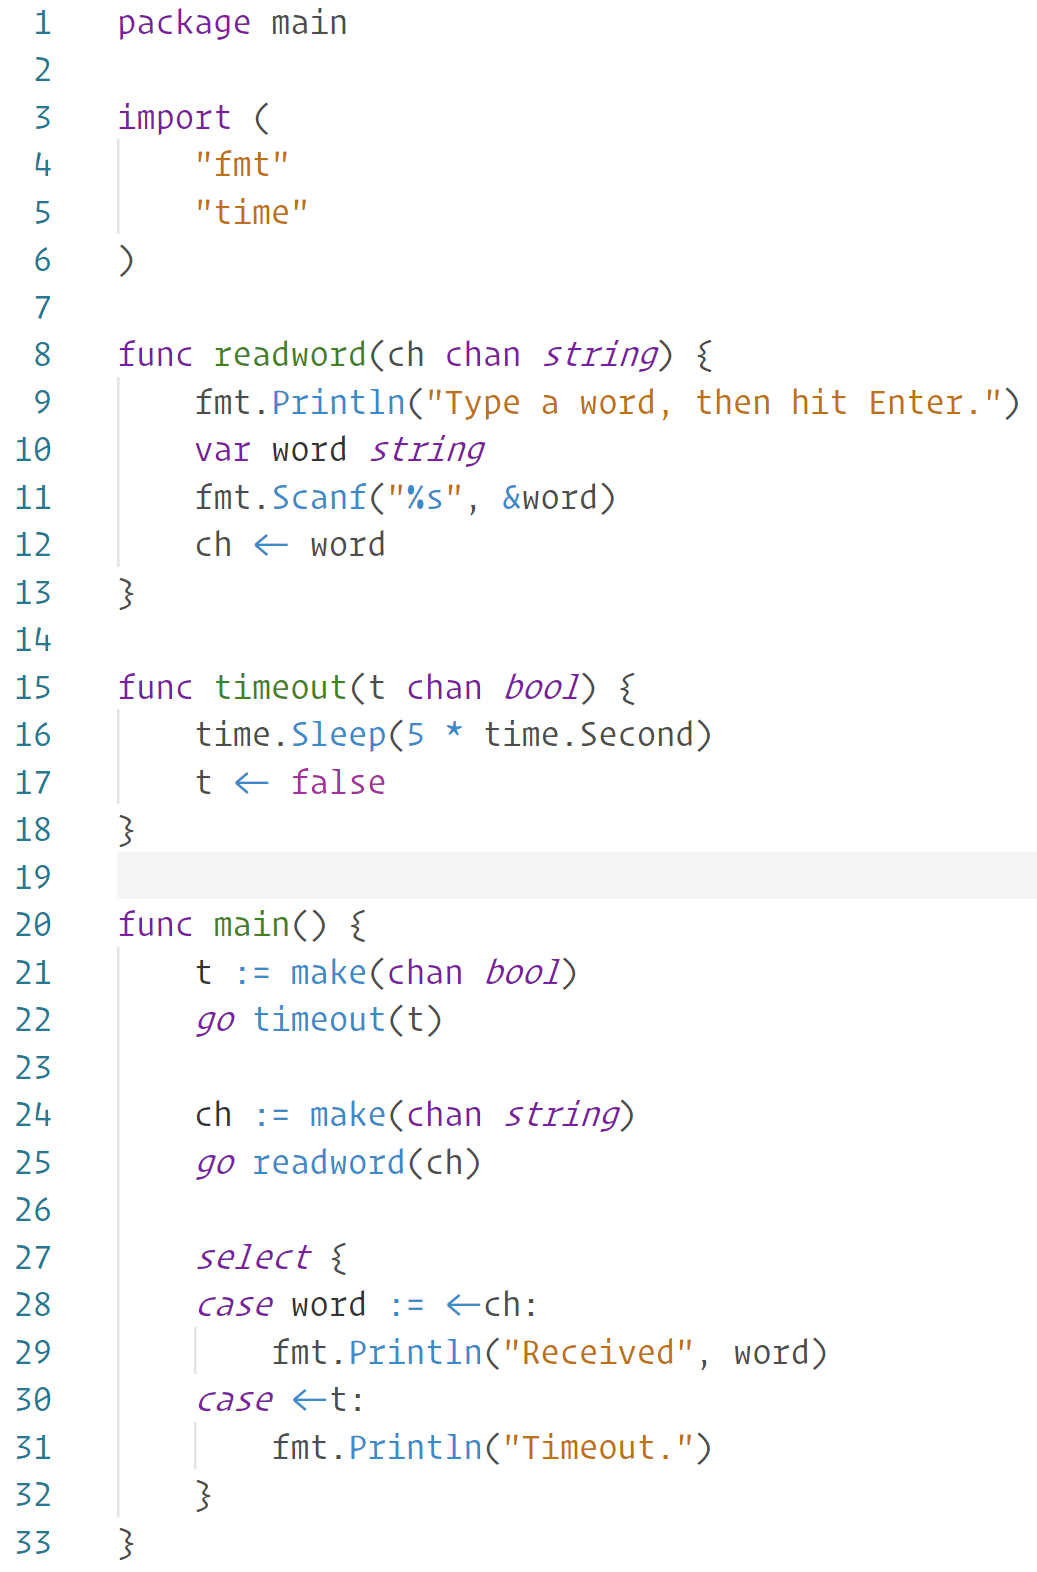 1 package main
2
3 import (
4 "fmt"
5 "time"
6 )
7
8 func readword(ch chan string) {
9 fmt.Println("Type a word, then hit Enter.")
10 var word string
11 fmt.Scanf("%s", &word)
12 ch <- word
13 }
14
15 func timeout(t chan bool) {
16 time.Sleep(5 * time.Second)
17 t <- false
18 }
19
20 func main() {
21 t := make(chan bool)
22 go timeout(t)
23
24 ch := make(chan string)
25 go readword(ch)
26
27 select {
28 case word := <-ch:
29 fmt.Println("Received", word)
30 case <-t:
31 fmt.Println("Timeout.")
32 }
33 }